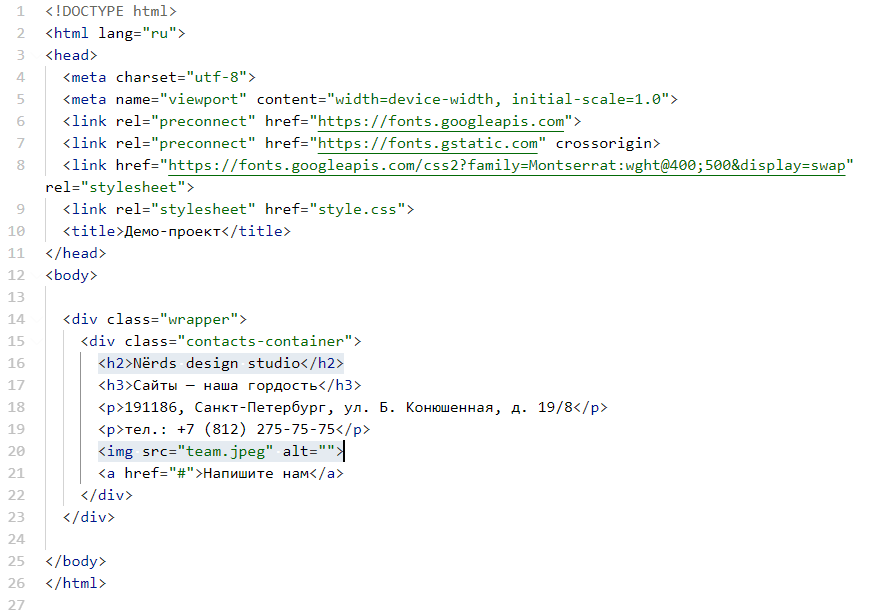 1 <!DOCTYPE html>
2 <html lang="ru">
3 <head>
4 <meta charset="utf-8">
5 <meta name="viewport" content="width=device-width, initial-scale=1.0">
6 <link rel="preconnect" href="https://fonts.googleapis.com">
7 <link rel="preconnect" href="https://fonts.gstatic.com" crossorigin>
8 <link href="https://fonts.googleapis.com/css2?family=Montserrat:wght@400;500&display=swap"
rel="stylesheet">
9 <link rel="stylesheet" href="style.css">
10 <title>Демо-проект</title>
11 </head>
12 <body>
13
14 <div class="wrapper">
15 <div class="contacts-container">
16 <h2>Nёrds design studio</h2>
17 <h3>Сайты — наша гордость</h3>
18 <p>191186, Санкт-Петербург, ул. Б. Конюшенная, д. 19/8</p>
19 <p>тел.: +7 (812) 275-75-75</p>
20 <img src="team.jpeg" alt="">
21 <a href="#">Напишите нам</a>
22 </div>
23 </div>
24
25 </body>
26 </html>
27